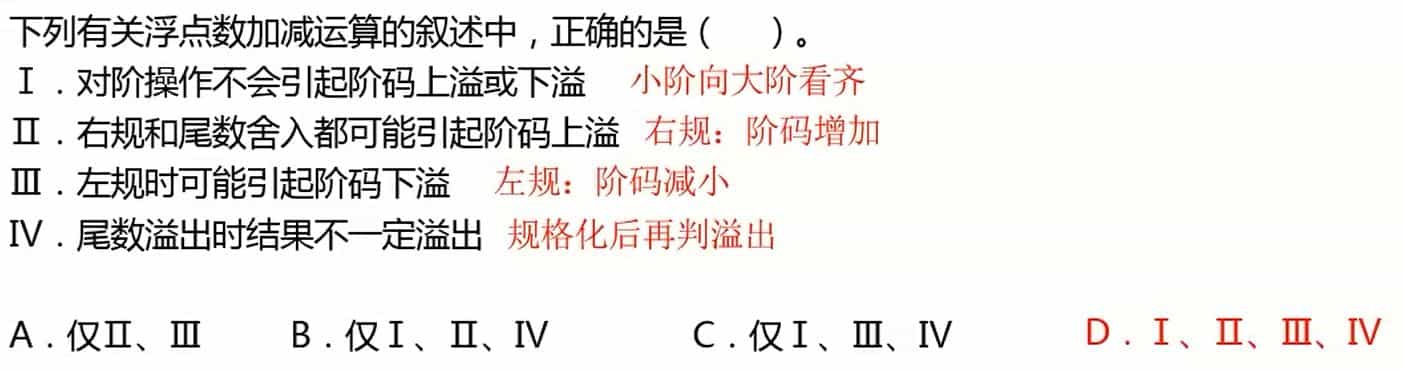 下列有关浮点数加减运算的叙述中，正确的是（　　）。
Ⅰ．对阶操作不会引起阶码上溢或下溢　小阶向大阶看齐
Ⅱ．右规和尾数舍入都可能引起阶码上溢　右规：阶码增加
Ⅲ．左规时可能引起阶码下溢　左规：阶码减小
Ⅳ．尾数溢出时结果不一定溢出　规格化后再判溢出
A．仅Ⅱ、Ⅲ　B．仅Ⅰ、Ⅱ、Ⅳ　C．仅Ⅰ、Ⅲ、Ⅳ　D．Ⅰ、Ⅱ、Ⅲ、Ⅳ